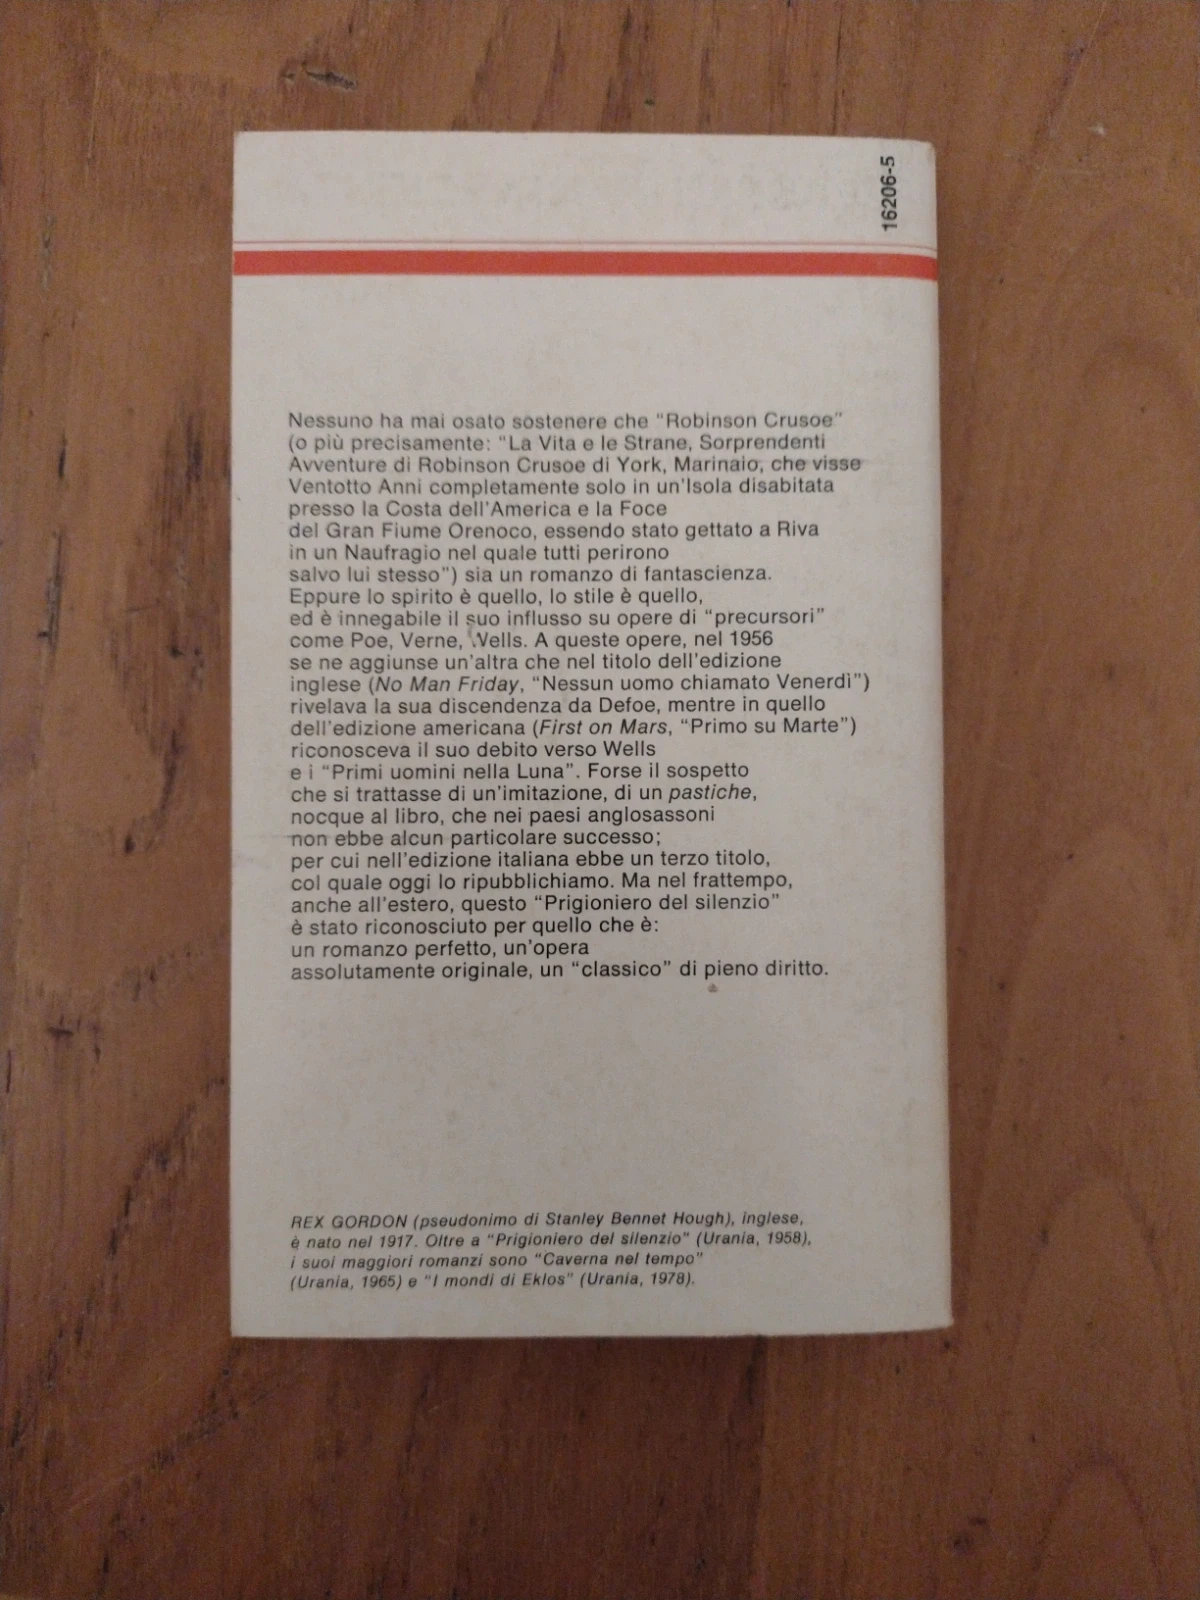 16206-5
Nessuno ha mai osato sostenere che "Robinson Crusoe"
(o più precisamente: "La Vita e le Strane, Sorprendenti
Avventure di Robinson Crusoe di York, Marinaio, che visse
Ventotto Anni completamente solo in un'Isola disabitata
presso la Costa dell'America e la Foce
del Gran Fiume Orenoco, essendo stato gettato a Riva
in un Naufragio nel quale tutti perirono
salvo lui stesso") sia un romanzo di fantascienza.
Eppure lo spirito è quello, lo stile è quello,
ed è innegabile il suo influsso su opere di "precursori"
come Poe, Verne, Wells. A queste opere, nel 1956
se ne aggiunse un'altra che nel titolo dell'edizione
inglese (No Man Friday, "Nessun uomo chiamato Venerdì")
rivelava la sua discendenza da Defoe, mentre in quello
dell'edizione americana (First on Mars, "Primo su Marte")
riconosceva il suo debito verso Wells
e i "Primi uomini nella Luna". Forse il sospetto
che si trattasse di un'imitazione, di un pastiche,
nocque al libro, che nei paesi anglosassoni
non ebbe alcun particolare successo;
per cui nell'edizione italiana ebbe un terzo titolo,
col quale oggi lo ripubblichiamo. Ma nel frattempo,
anche all'estero, questo "Prigioniero del silenzio"
è stato riconosciuto per quello che è:
un romanzo perfetto, un'opera
assolutamente originale, un "classico" di pieno diritto.
REX GORDON (pseudonimo di Stanley Bennet Hough), inglese,
è nato nel 1917. Oltre a "Prigioniero del silenzio" (Urania, 1958),
i suoi maggiori romanzi sono "Caverna nel tempo"
(Urania, 1965) e "I mondi di Eklos" (Urania, 1978).